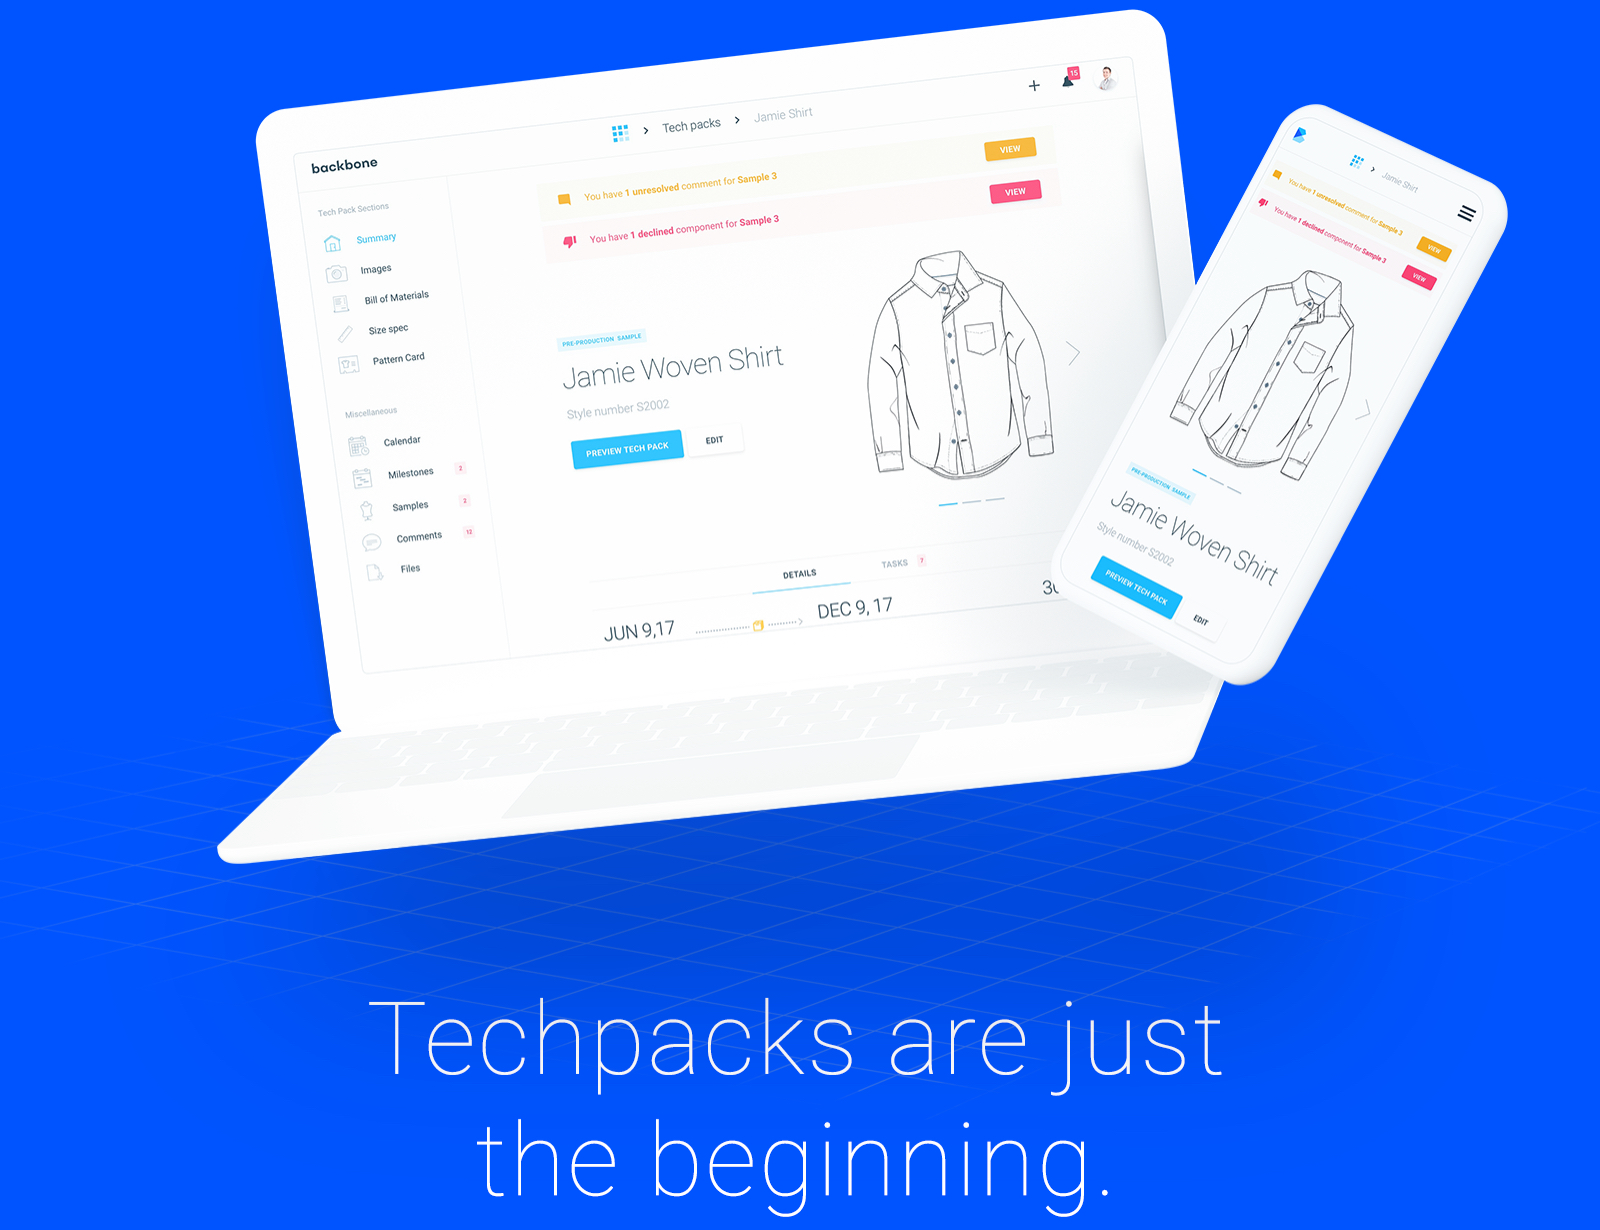 backbone
Tech packs
Jamie Shirt
15
You have 1 unresolved comment for Sample 3
VIEW
You have 1 declined component for Sample 3
VIEW
Tech Pack Sections
Summary
Images
Bill of Materials
Size spec
Pattern Card
Miscellaneous
Calendar
Milestones 2
Samples 2
Comments 12
Files
PRE-PRODUCTION SAMPLE
Jamie Woven Shirt
Style number S2002
PREVIEW TECH PACK
EDIT
DETAILS
TASKS 7
JUN 9,17
DEC 9, 17
Jamie Shirt
You have 1 unresolved comment for Sample 3
VIEW
You have 1 declined component for Sample 3
VIEW
PRE-PRODUCTION SAMPLE
Jamie Woven Shirt
Style number S2002
PREVIEW TECH PACK
EDIT
Techpacks are just
the beginning.